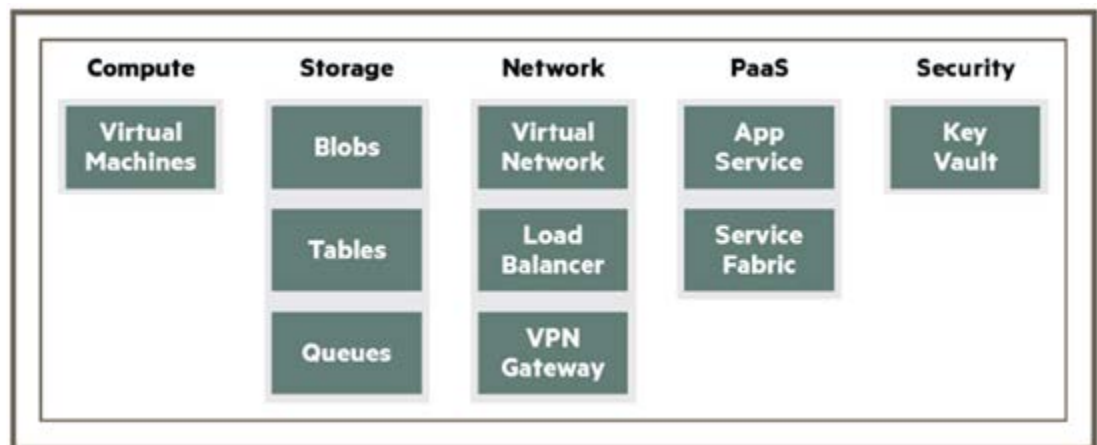 Compute
Storage
Network
PaaS
Security
Virtual
Machines
Blobs
Tables
Queues
Virtual
Network
Load
Balancer
VPN
Gateway
App
Service
Service
Fabric
Key
Vault